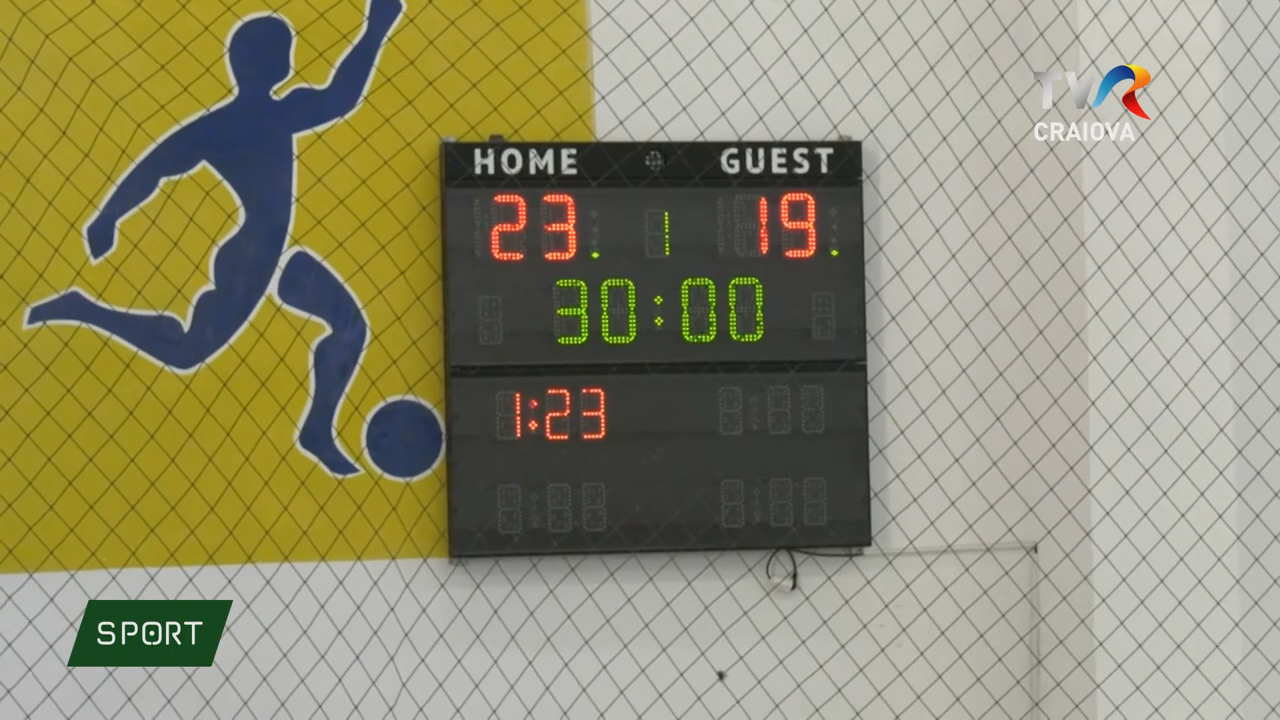 TVR
CRAIOVA
HOME GUEST
23. 1 19.
30:00
1:23
SPORT